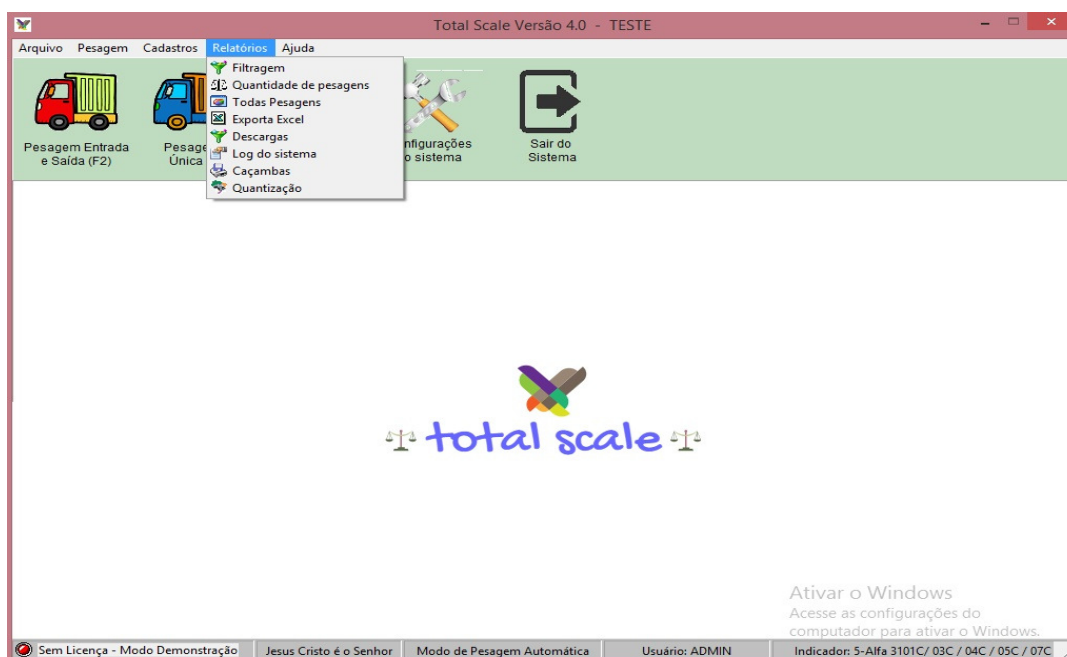 Total Scale Versão 4.0 - TESTE
Arquivo Pesagem Cadastros Relatórios Ajuda
Filtragem
Quantidade de pesagens
Todas Pesagens
Exporta Excel
Descargas
Log do sistema
Caçambas
Quantização
Pesagem Entrada
e Saída (F2)
Pesage
Única
nfigurações
o sistema
Sair do
Sistema
total scale
Ativar o Windows
Acesse as configurações do
computador para ativar o Windows.
Sem Licença - Modo Demonstração Jesus Cristo é o Senhor Modo de Pesagem Automática Usuário: ADMIN Indicador: 5-Alfa 3101C/ 03C / 04C / 05C / 07C